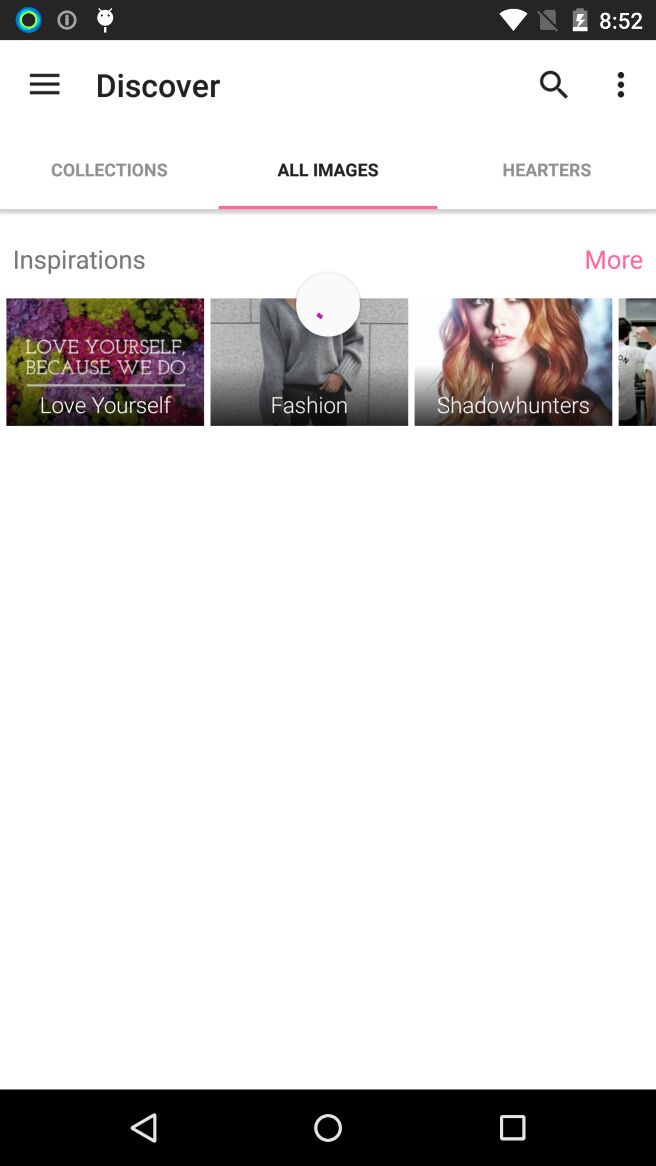 8:52
Discover
COLLECTIONS
ALL IMAGES
HEARTERS
Inspirations
More
LOVE YOURSELF,
BECAUSE WE DO
Love Yourself
Fashion
Shadowhunters